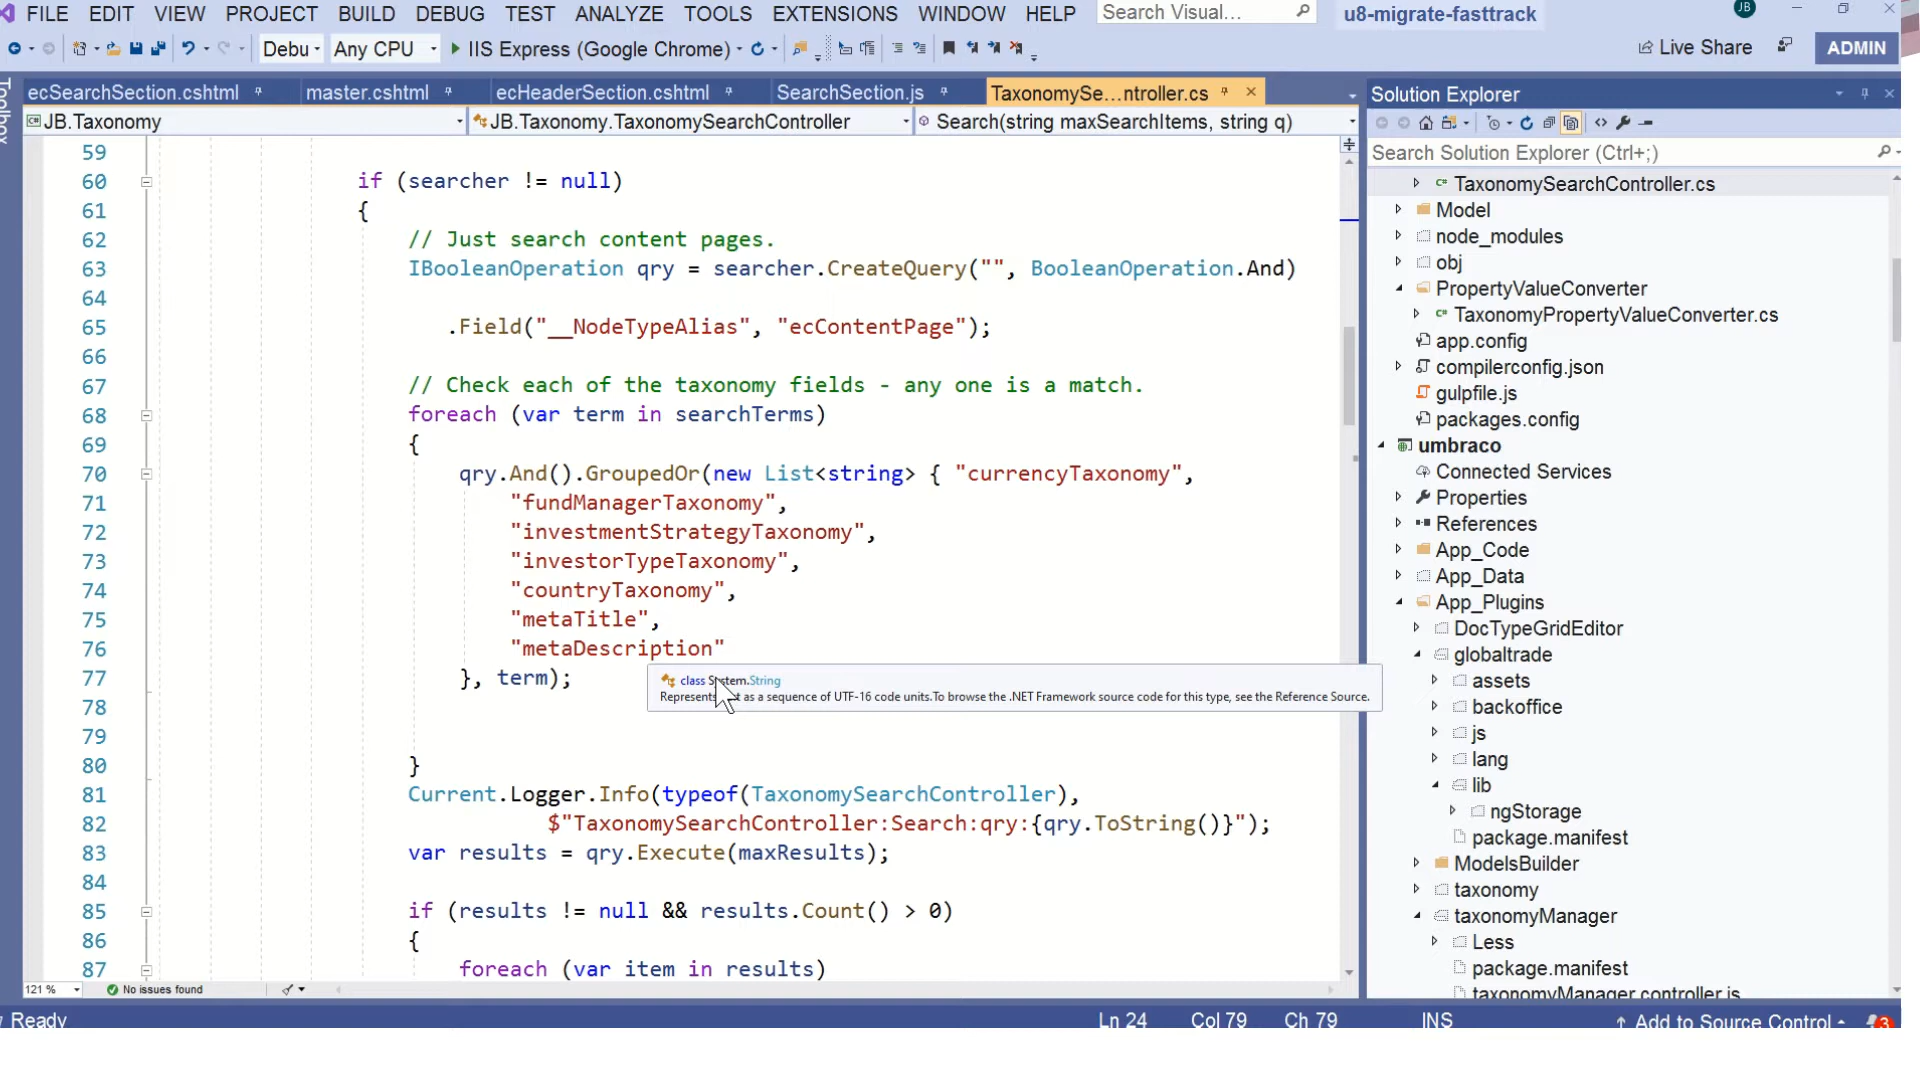 FILE EDIT VIEW PROJECT BUILD DEBUG TEST ANALYZE TOOLS EXTENSIONS WINDOW HELP Search Visual... u8-migrate-fasttrack JB
Debu Any CPU IIS Express (Google Chrome) Live Share ADMIN
Toolbox
ecSearchSection.cshtml master.cshtml ecHeaderSection.cshtml SearchSection.js TaxonomySe...ntroller.cs
JB.Taxonomy JB.Taxonomy.TaxonomySearchController Search(string maxSearchItems, string q)
59
60 if (searcher != null)
61 {
62 // Just search content pages.
63 IBooleanOperation qry = searcher.CreateQuery("", BooleanOperation.And)
64
65 .Field("__NodeTypeAlias", "ecContentPage");
66
67 // Check each of the taxonomy fields - any one is a match.
68 foreach (var term in searchTerms)
69 {
70 qry.And().GroupedOr(new List<string> { "currencyTaxonomy",
71 "fundManagerTaxonomy",
72 "investmentStrategyTaxonomy",
73 "investorTypeTaxonomy",
74 "countryTaxonomy",
75 "metaTitle",
76 "metaDescription"
77 }, term);
class System.String
Represents as a sequence of UTF-16 code units.To browse the .NET Framework source code for this type, see the Reference Source.
78
79
80 }
81 Current.Logger.Info(typeof(TaxonomySearchController),
82 $"TaxonomySearchController:Search:qry:{qry.ToString()}");
83 var results = qry.Execute(maxResults);
84
85 if (results != null && results.Count() > 0)
86 {
87 foreach (var item in results)
121 % No issues found
Solution Explorer
Search Solution Explorer (Ctrl+;)
TaxonomySearchController.cs
Model
node_modules
obj
PropertyValueConverter
TaxonomyPropertyValueConverter.cs
app.config
compilerconfig.json
gulpfile.js
packages.config
umbraco
Connected Services
Properties
References
App_Code
App_Data
App_Plugins
DocTypeGridEditor
globaltrade
assets
backoffice
js
lang
lib
ngStorage
package.manifest
ModelsBuilder
taxonomy
taxonomyManager
Less
package.manifest
taxonomyManager.controller.js
Ready Ln 24 Col 79 Ch 79 INS Add to Source Control 3